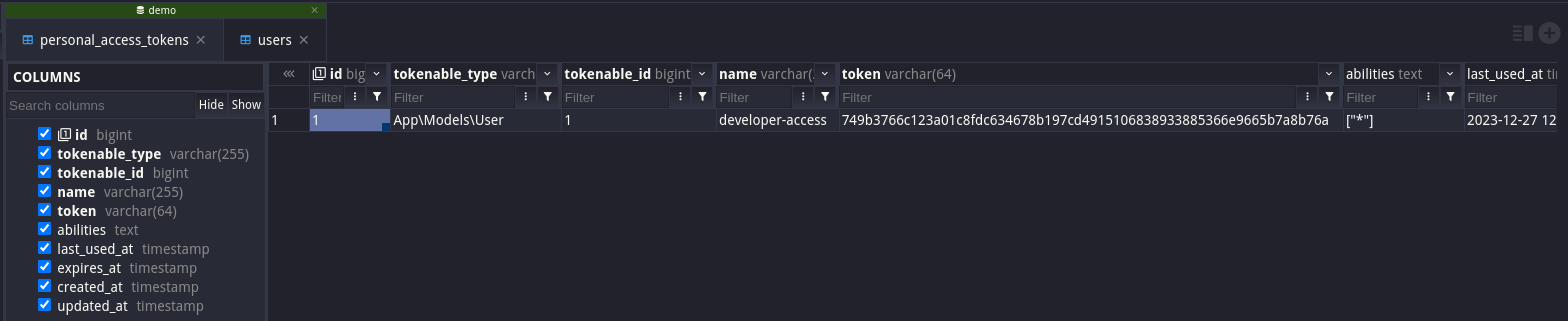 demo
personal_access_tokens users
COLUMNS
Search columns Hide Show
id bigint
tokenable_type varchar(255)
tokenable_id bigint
name varchar(255)
token varchar(64)
abilities text
last_used_at timestamp
expires_at timestamp
created_at timestamp
updated_at timestamp
id big tokenable_type varch tokenable_id bigint name varchar(2 token varchar(64) abilities text last_used_at ti
Filter Filter Filter Filter Filter Filter Filter
1 1 App\Models\User 1 developer-access 749b3766c123a01c8fdc634678b197cd4915106838933885366e9665b7a8b76a ["*"] 2023-12-27 12